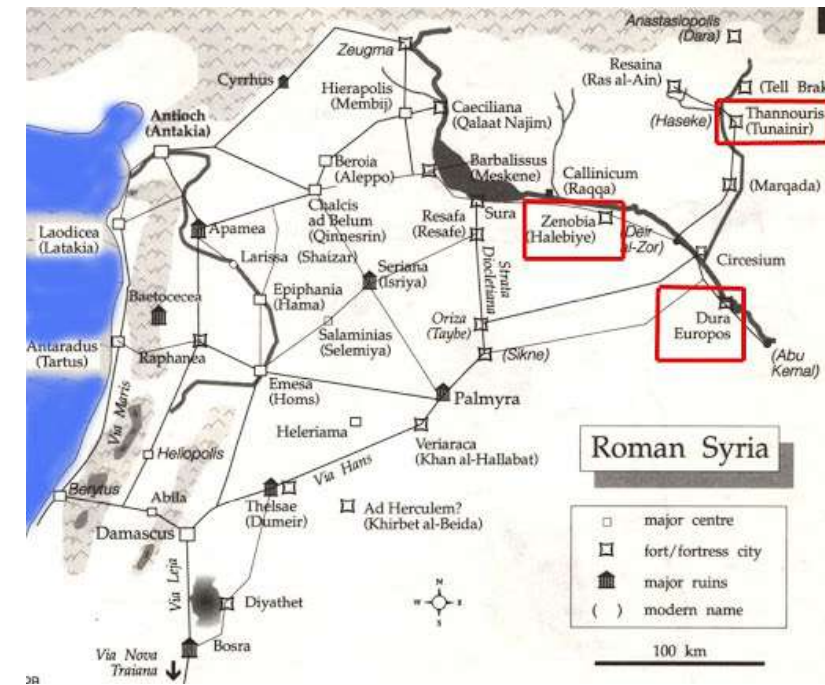 Anastasiopolis
(Dara)
Zeugma
Resaina
(Ras al-Ain)
(Tell Brak
Cyrrhus
Hierapolis
(Membij)
Caeciliana
(Qalaat Najim)
(Haseke)
Thannouris
(Tunainir)
Antioch
(Antakia)
Beroia
(Aleppo)
Barbalissus
(Meskene)
Callinicum
(Raqqa)
(Marqada)
Chalcis
ad Belum
(Qinnesrin)
Resafa
(Resafe)
Sura
Zenobia
(Halebiye)
(Deir
al-Zor)
Laodicea
(Latakia)
Apamea
Larissa
(Shaizar)
Seriana
(Isriya)
Strata
Diocletiana
Circesium
Baetocecea
Epiphania
(Hama)
Salaminias
(Selemiya)
Oriza
(Taybe)
Dura
Europos
Antaradus
(Tartus)
Raphanea
(Sikne)
(Abu
Kemal)
Emesa
(Homs)
Palmyra
Via Maris
Heleriama
Veriaraca
(Khan al-Hallabat)
Roman Syria
Heliopolis
Via Hans
Berytus
Abila
Thelsae
(Dumeir)
Ad Herculem?
(Khirbet al-Beida)
Damascus
major centre
fort/fortress city
major ruins
( ) modern name
Via Leja
Diyathet
N
W
E
S
Bosra
100 km
Via Nova
Traiana